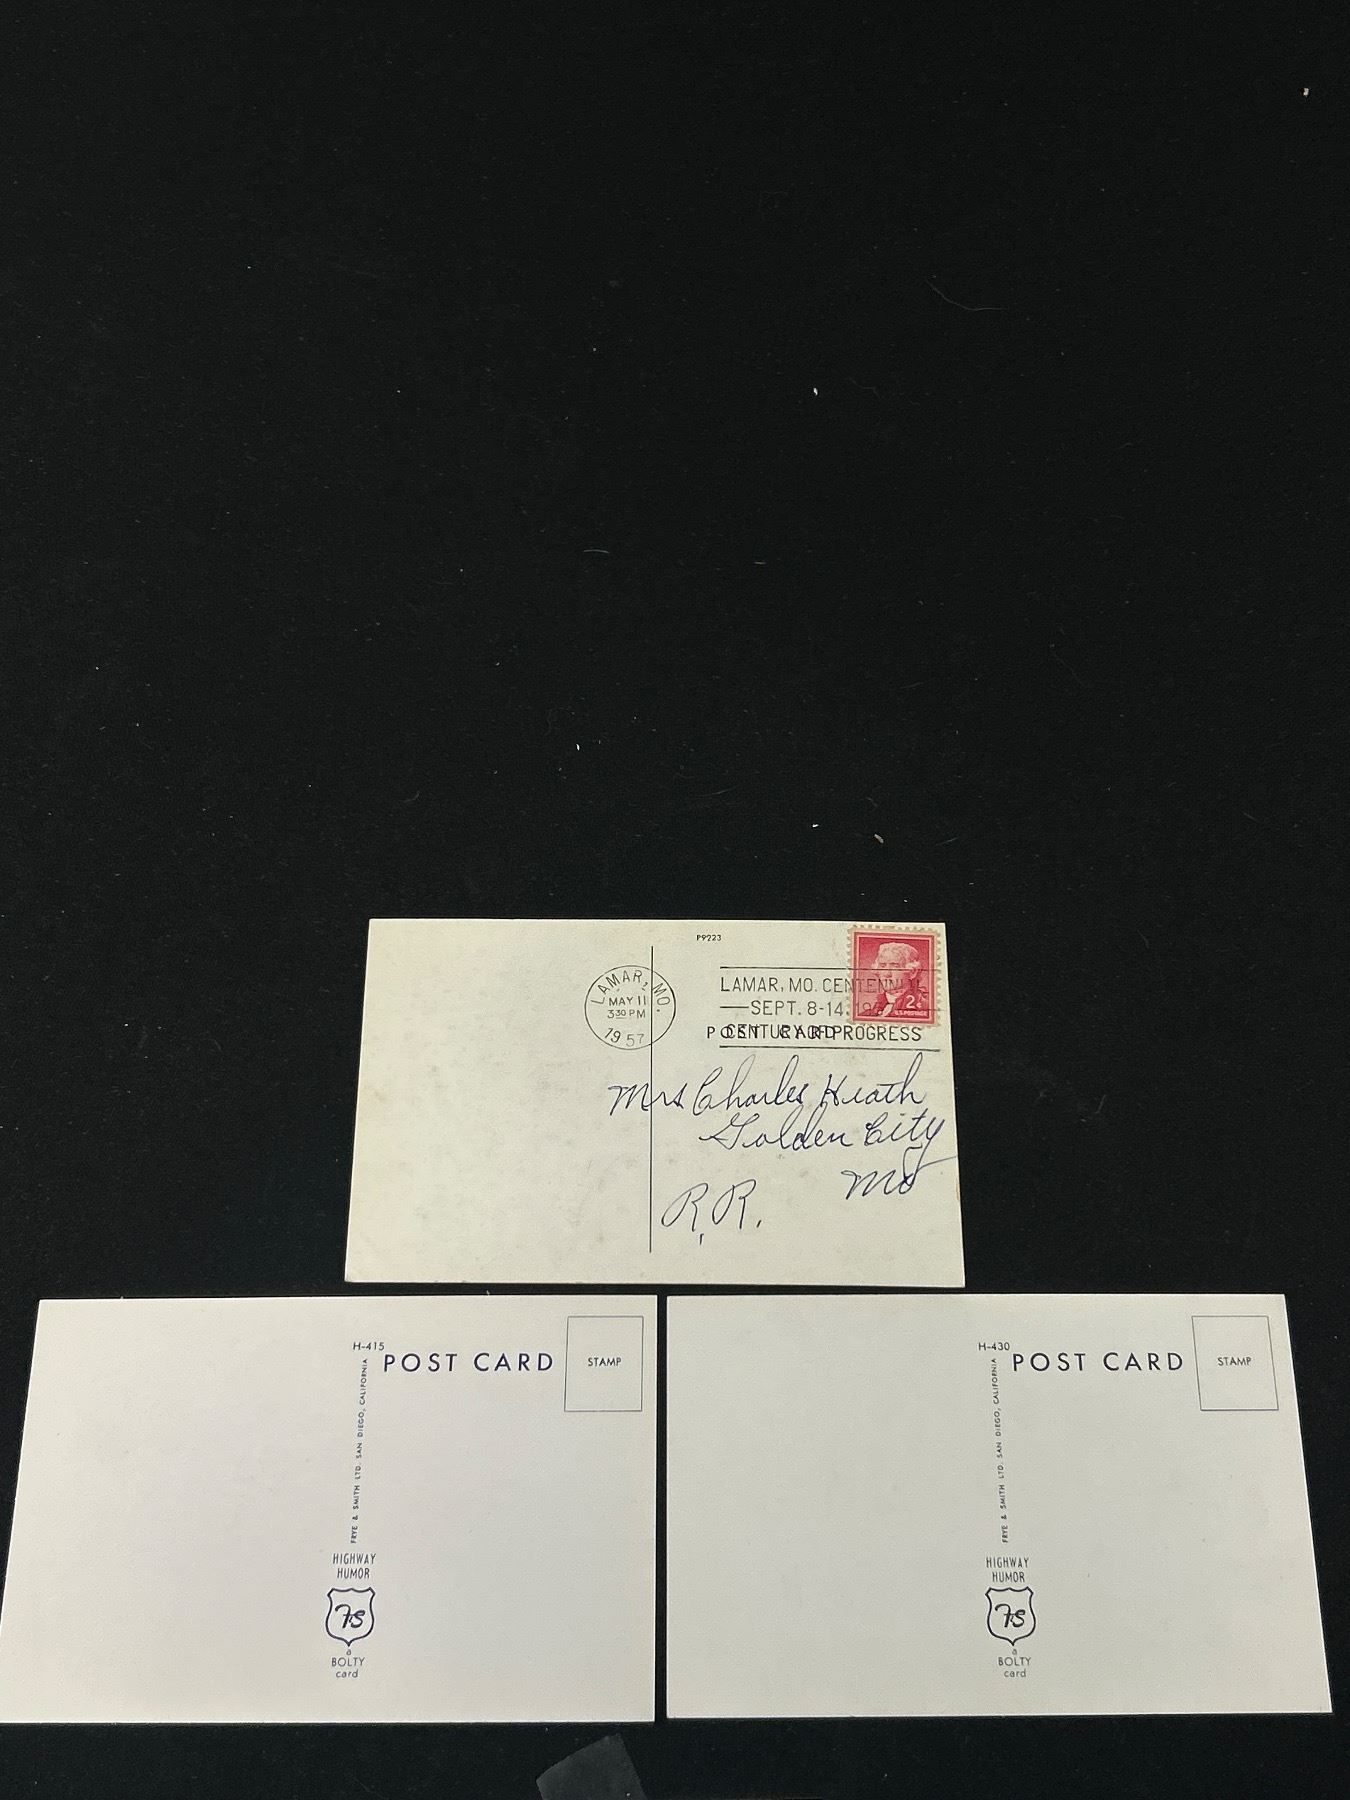 P9223
LAMAR, MO.
MAY 11
3 30 PM
1957
LAMAR, MO. CENTENNIAL
SEPT. 8-14,
CENTURY OF PROGRESS
2¢
U.S. POSTAGE
POST CARD
Mrs Charles Heath
Golden City
Mo
R.R.
H-415
POST CARD
STAMP
FRYE & SMITH LTD. SAN DIEGO, CALIFORNIA
HIGHWAY
HUMOR
FS
a
BOLTY
card
H-430
POST CARD
STAMP
FRYE & SMITH LTD. SAN DIEGO, CALIFORNIA
HIGHWAY
HUMOR
FS
a
BOLTY
card